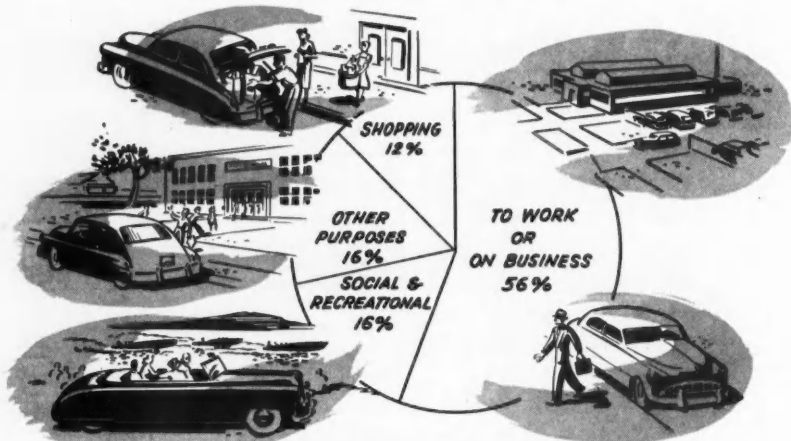 SHOPPING
12%
OTHER
PURPOSES
16%
SOCIAL &
RECREATIONAL
16%
TO WORK
OR
ON BUSINESS
56%